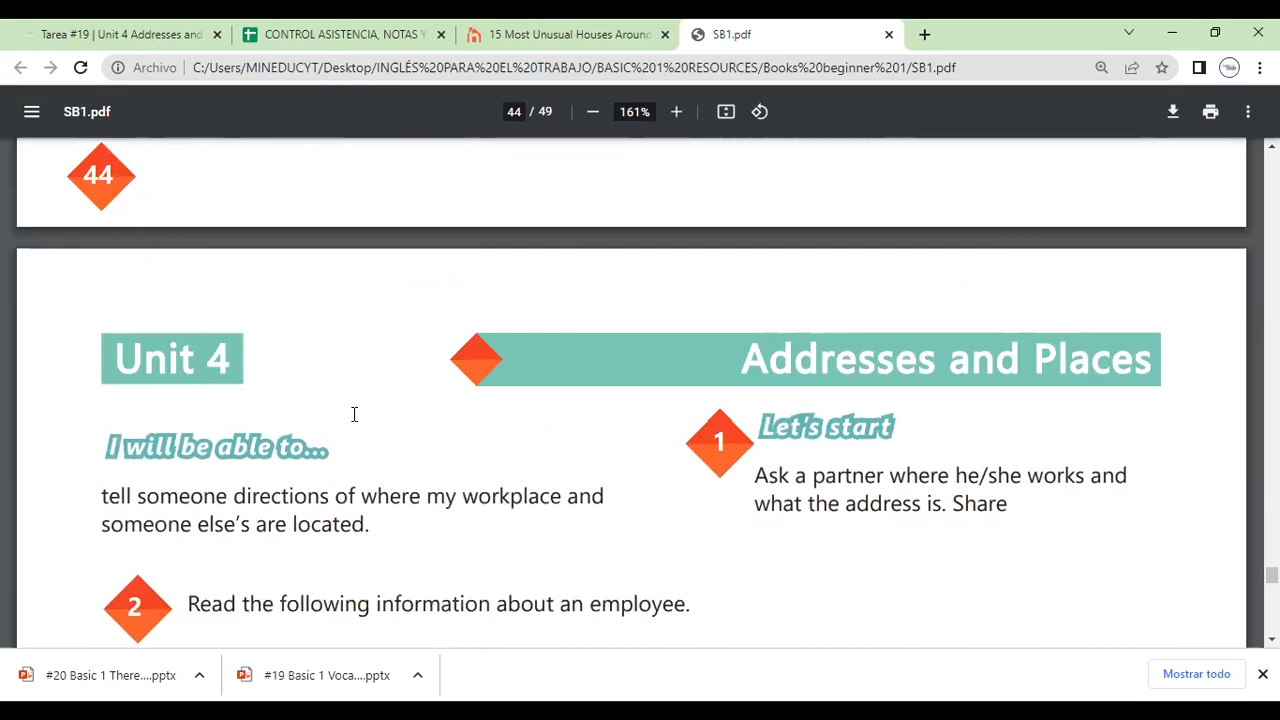 Tarea #19 | Unit 4 Addresses and
CONTROL ASISTENCIA, NOTAS Y
15 Most Unusual Houses Around
SB1.pdf
Archivo
C:/Users/MINEDUCYT/Desktop/INGLÉS%20PARA%20EL%20TRABAJO/BASIC%201%20RESOURCES/Books%20beginner%201/SB1.pdf
SB1.pdf
44 / 49
161%
44
Unit 4
Addresses and Places
I will be able to...
1
Let's start
tell someone directions of where my workplace and
someone else's are located.
Ask a partner where he/she works and
what the address is. Share
2
Read the following information about an employee.
#20 Basic 1 There....pptx
#19 Basic 1 Voca....pptx
Mostrar todo